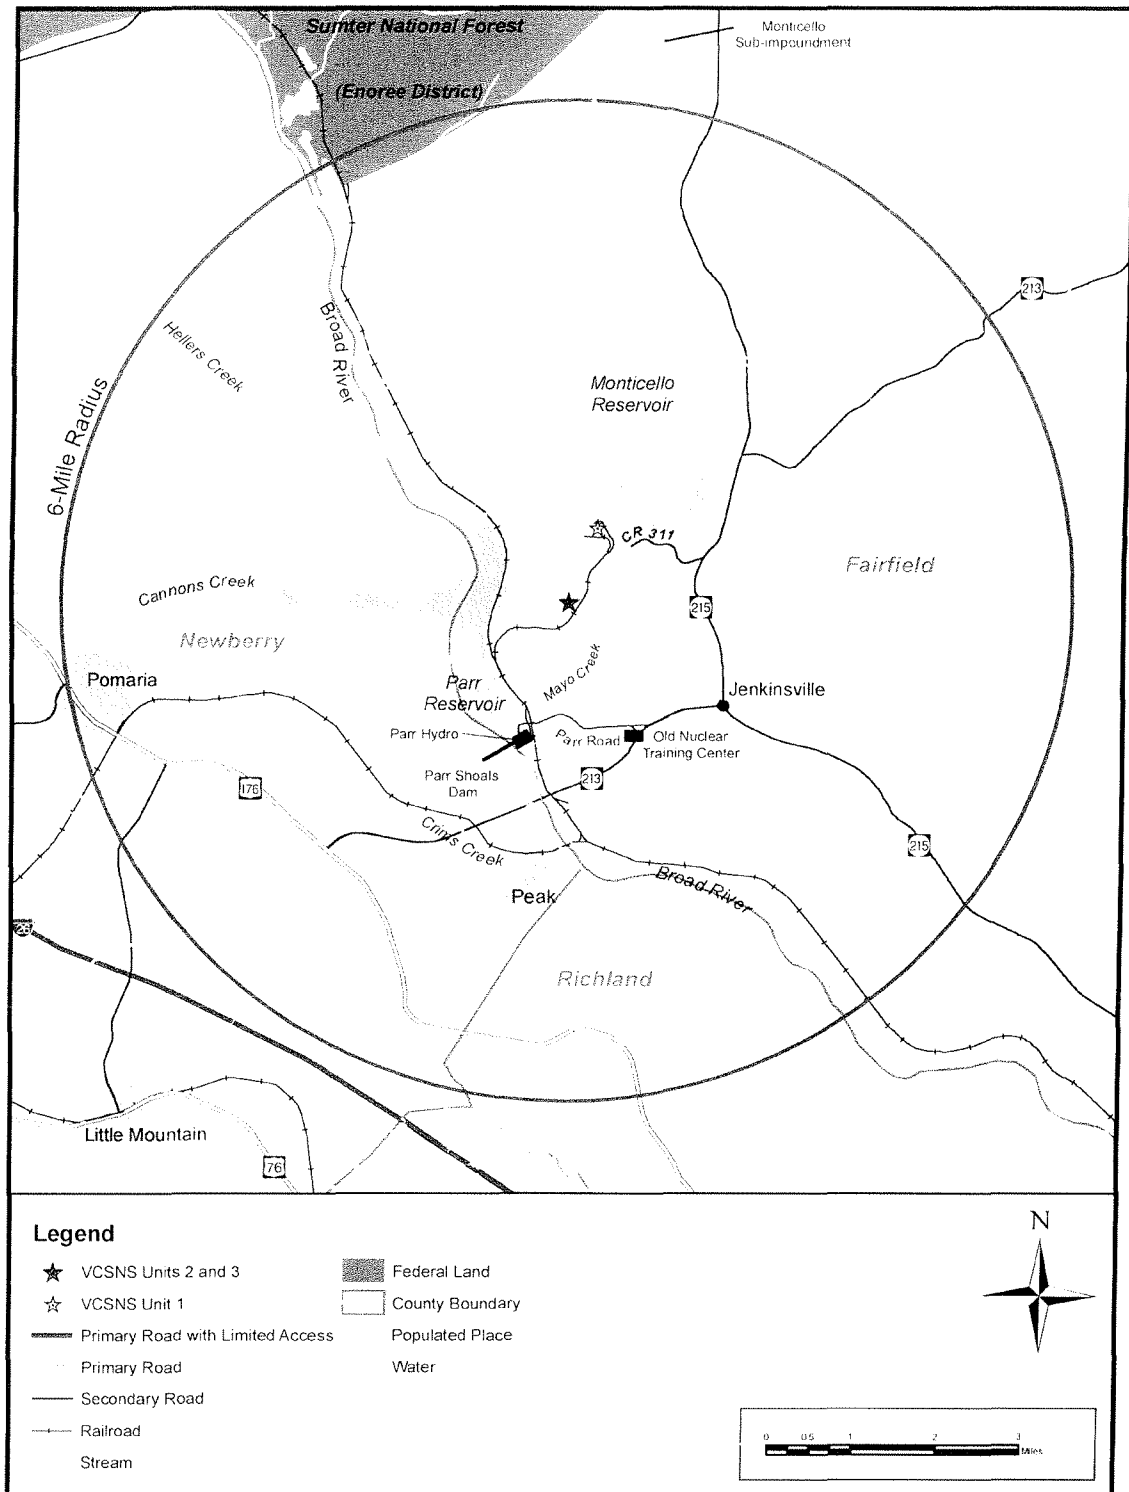 Sumter National Forest
(Enoree District)
Monticello
Sub-impoundment
213
Hellers Creek
Broad River
Monticello
Reservoir
6-Mile Radius
CR 311
Fairfield
Cannons Creek
215
Newberry
Mayo Creek
Pomaria
Parr
Reservoir
Jenkinsville
Parr Hydro
Parr Road
Old Nuclear
Training Center
Parr Shoals
Dam
213
176
Crims Creek
215
Peak
Broad River
26
Richland
Little Mountain
76
Legend
VCSNS Units 2 and 3
VCSNS Unit 1
Primary Road with Limited Access
Primary Road
Secondary Road
Railroad
Stream
Federal Land
County Boundary
Populated Place
Water
N
0 0.5 1 2 3
Miles